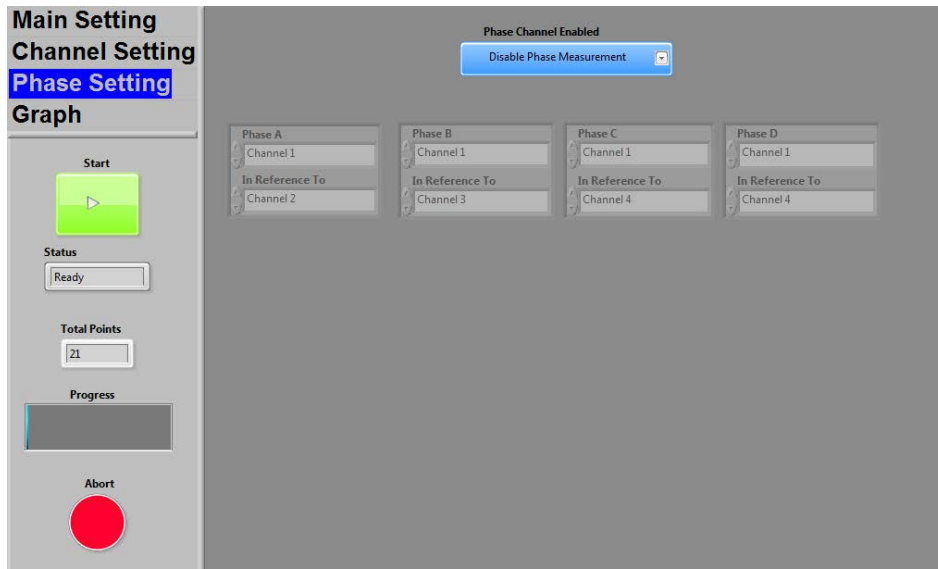 Main Setting
Channel Setting
Phase Setting
Graph
Start
Status
Ready
Total Points
21
Progress
Abort
Phase Channel Enabled
Disable Phase Measurement
Phase A
Channel 1
In Reference To
Channel 2
Phase B
Channel 1
In Reference To
Channel 3
Phase C
Channel 1
In Reference To
Channel 4
Phase D
Channel 1
In Reference To
Channel 4